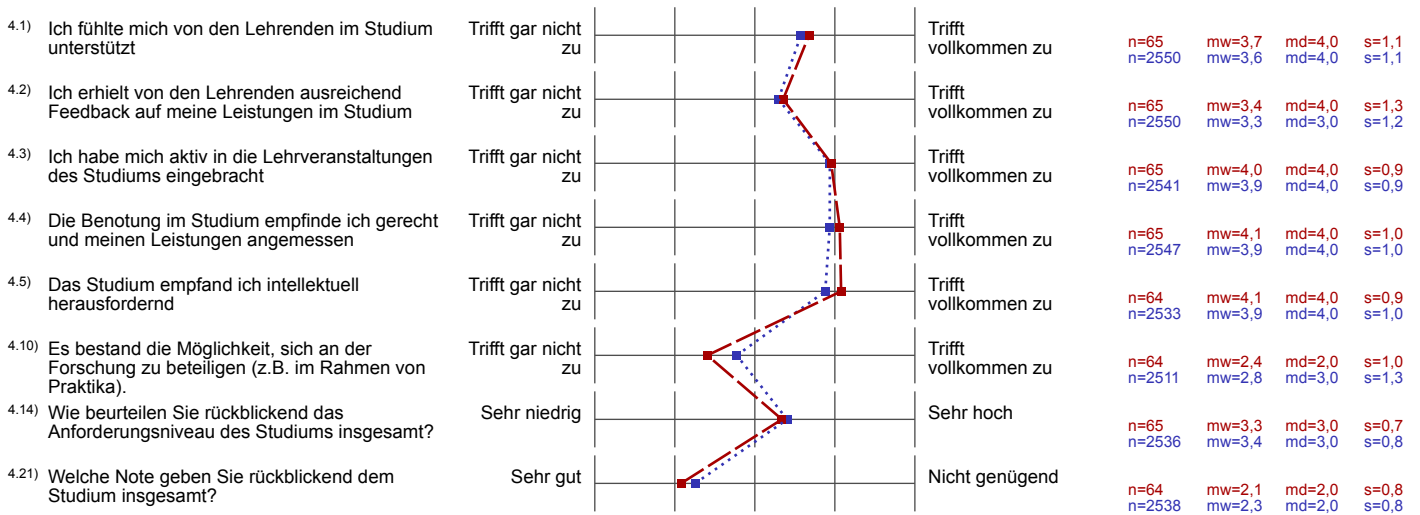 4.1) Ich fühlte mich von den Lehrenden im Studium
unterstützt
Trifft gar nicht
zu
Trifft
vollkommen zu
n=65 mw=3,7 md=4,0 s=1,1
n=2550 mw=3,6 md=4,0 s=1,1
4.2) Ich erhielt von den Lehrenden ausreichend
Feedback auf meine Leistungen im Studium
Trifft gar nicht
zu
Trifft
vollkommen zu
n=65 mw=3,4 md=4,0 s=1,3
n=2550 mw=3,3 md=3,0 s=1,2
4.3) Ich habe mich aktiv in die Lehrveranstaltungen
des Studiums eingebracht
Trifft gar nicht
zu
Trifft
vollkommen zu
n=65 mw=4,0 md=4,0 s=0,9
n=2541 mw=3,9 md=4,0 s=0,9
4.4) Die Benotung im Studium empfinde ich gerecht
und meinen Leistungen angemessen
Trifft gar nicht
zu
Trifft
vollkommen zu
n=65 mw=4,1 md=4,0 s=1,0
n=2547 mw=3,9 md=4,0 s=1,0
4.5) Das Studium empfand ich intellektuell
herausfordernd
Trifft gar nicht
zu
Trifft
vollkommen zu
n=64 mw=4,1 md=4,0 s=0,9
n=2533 mw=3,9 md=4,0 s=1,0
4.10) Es bestand die Möglichkeit, sich an der
Forschung zu beteiligen (z.B. im Rahmen von
Praktika).
Trifft gar nicht
zu
Trifft
vollkommen zu
n=64 mw=2,4 md=2,0 s=1,0
n=2511 mw=2,8 md=3,0 s=1,3
4.14) Wie beurteilen Sie rückblickend das
Anforderungsniveau des Studiums insgesamt?
Sehr niedrig
Sehr hoch
n=65 mw=3,3 md=3,0 s=0,7
n=2536 mw=3,4 md=3,0 s=0,8
4.21) Welche Note geben Sie rückblickend dem
Studium insgesamt?
Sehr gut
Nicht genügend
n=64 mw=2,1 md=2,0 s=0,8
n=2538 mw=2,3 md=2,0 s=0,8